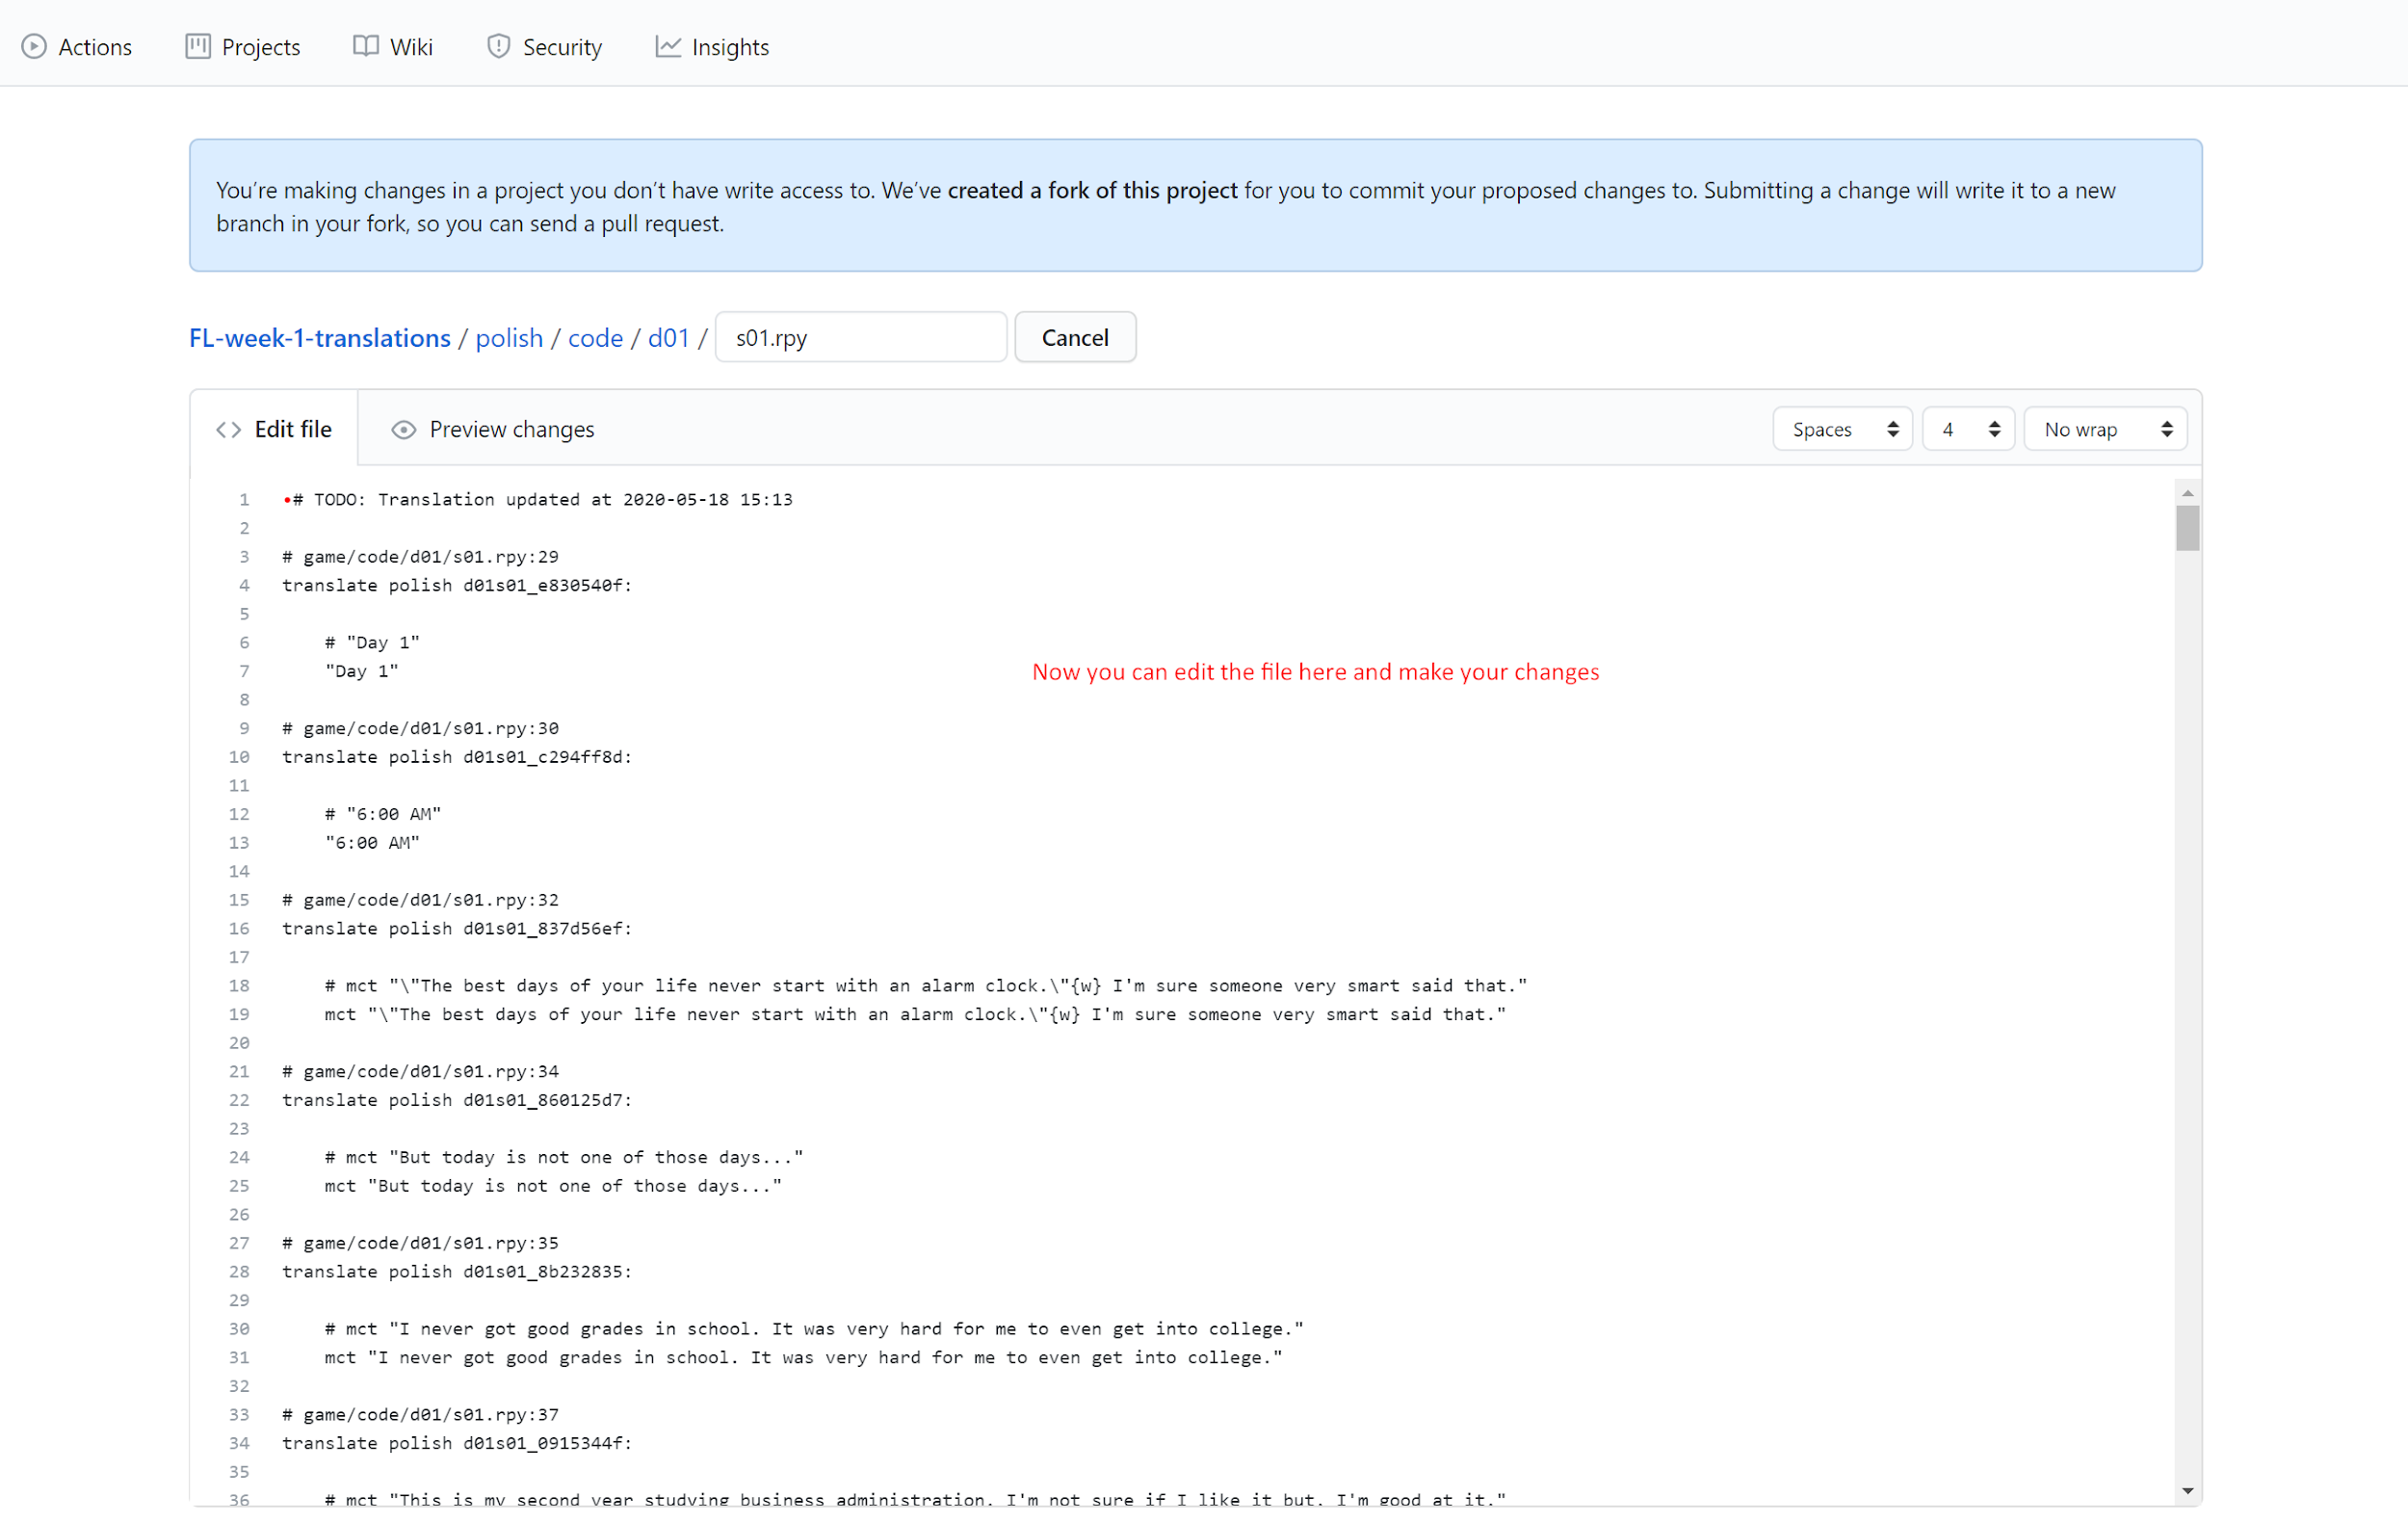 Actions Projects Wiki Security Insights
You're making changes in a project you don't have write access to. We've created a fork of this project for you to commit your proposed changes to. Submitting a change will write it to a new
branch in your fork, so you can send a pull request.
FL-week-1-translations / polish / code / d01 / s01.rpy Cancel
<> Edit file Preview changes Spaces 4 No wrap
1 •# TODO: Translation updated at 2020-05-18 15:13
2
3 # game/code/d01/s01.rpy:29
4 translate polish d01s01_e830540f:
5
6 # "Day 1"
7 "Day 1" Now you can edit the file here and make your changes
8
9 # game/code/d01/s01.rpy:30
10 translate polish d01s01_c294ff8d:
11
12 # "6:00 AM"
13 "6:00 AM"
14
15 # game/code/d01/s01.rpy:32
16 translate polish d01s01_837d56ef:
17
18 # mct "\"The best days of your life never start with an alarm clock.\"{w} I'm sure someone very smart said that."
19 mct "\"The best days of your life never start with an alarm clock.\"{w} I'm sure someone very smart said that."
20
21 # game/code/d01/s01.rpy:34
22 translate polish d01s01_860125d7:
23
24 # mct "But today is not one of those days..."
25 mct "But today is not one of those days..."
26
27 # game/code/d01/s01.rpy:35
28 translate polish d01s01_8b232835:
29
30 # mct "I never got good grades in school. It was very hard for me to even get into college."
31 mct "I never got good grades in school. It was very hard for me to even get into college."
32
33 # game/code/d01/s01.rpy:37
34 translate polish d01s01_0915344f:
35
36 # mct "This is my second year studying business administration. I'm not sure if I like it but. I'm good at it."